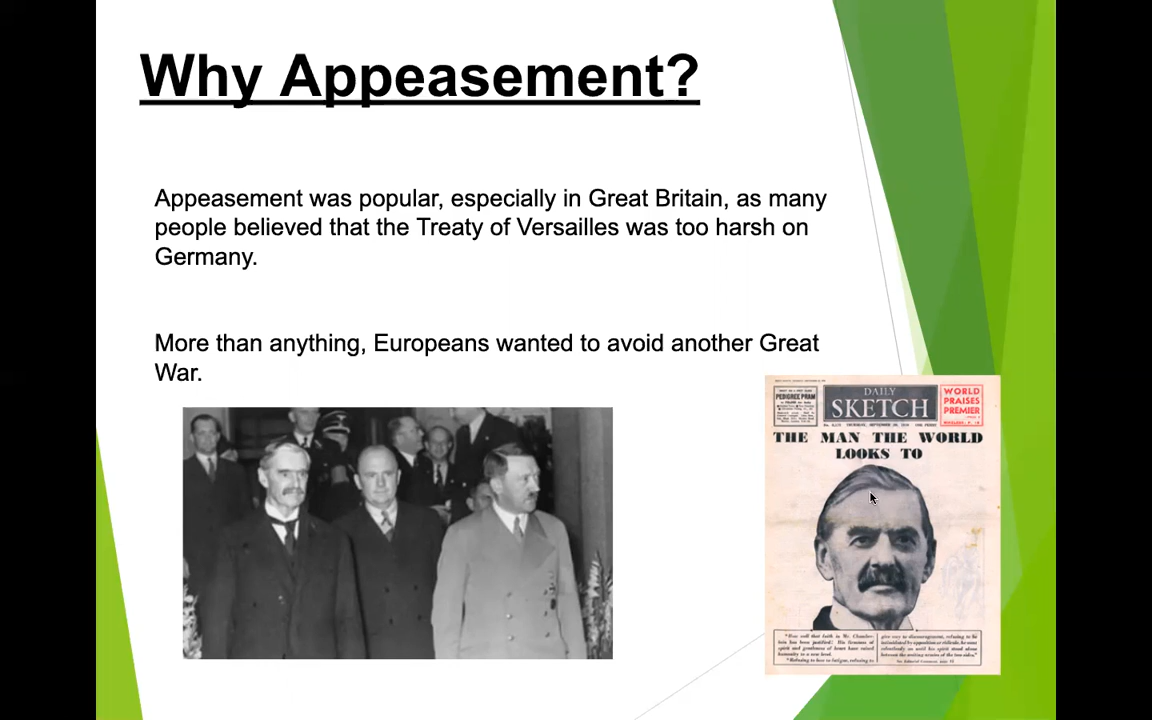 Why Appeasement?
Appeasement was popular, especially in Great Britain, as many
people believed that the Treaty of Versailles was too harsh on
Germany.
More than anything, Europeans wanted to avoid another Great
War.
DAILY
SKETCH
PEDIGREE PRAM
WORLD
PRAISES
PREMIER
THE MAN THE WORLD
LOOKS TO